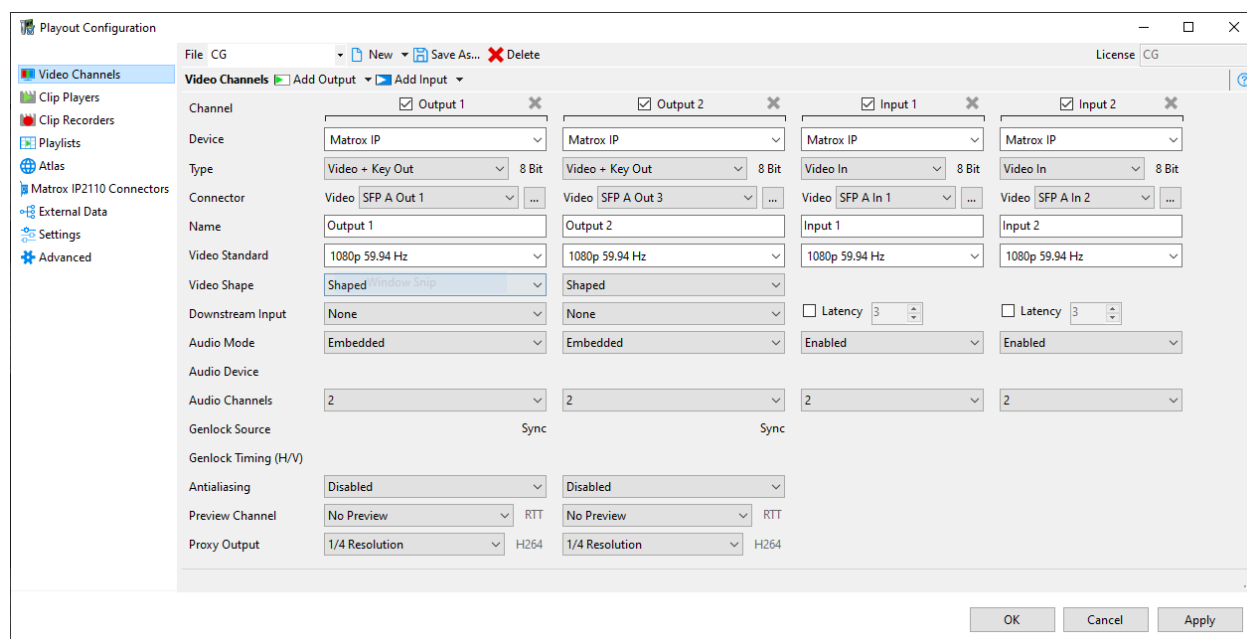 Playout Configuration
File CG New Save As... Delete License CG
Video Channels Add Output Add Input
Video Channels
Clip Players
Clip Recorders
Playlists
Atlas
Matrox IP2110 Connectors
External Data
Settings
Advanced
Channel Output 1 Output 2 Input 1 Input 2
Device Matrox IP Matrox IP Matrox IP Matrox IP
Type Video + Key Out 8 Bit Video + Key Out 8 Bit Video In 8 Bit Video In 8 Bit
Connector Video SFP A Out 1 ... Video SFP A Out 3 ... Video SFP A In 1 ... Video SFP A In 2 ...
Name Output 1 Output 2 Input 1 Input 2
Video Standard 1080p 59.94 Hz 1080p 59.94 Hz 1080p 59.94 Hz 1080p 59.94 Hz
Video Shape Shaped Window Snip Shaped
Downstream Input None None Latency 3 Latency 3
Audio Mode Embedded Embedded Enabled Enabled
Audio Device
Audio Channels 2 2 2 2
Genlock Source Sync Sync
Genlock Timing (H/V)
Antialiasing Disabled Disabled
Preview Channel No Preview RTT No Preview RTT
Proxy Output 1/4 Resolution H264 1/4 Resolution H264
OK Cancel Apply